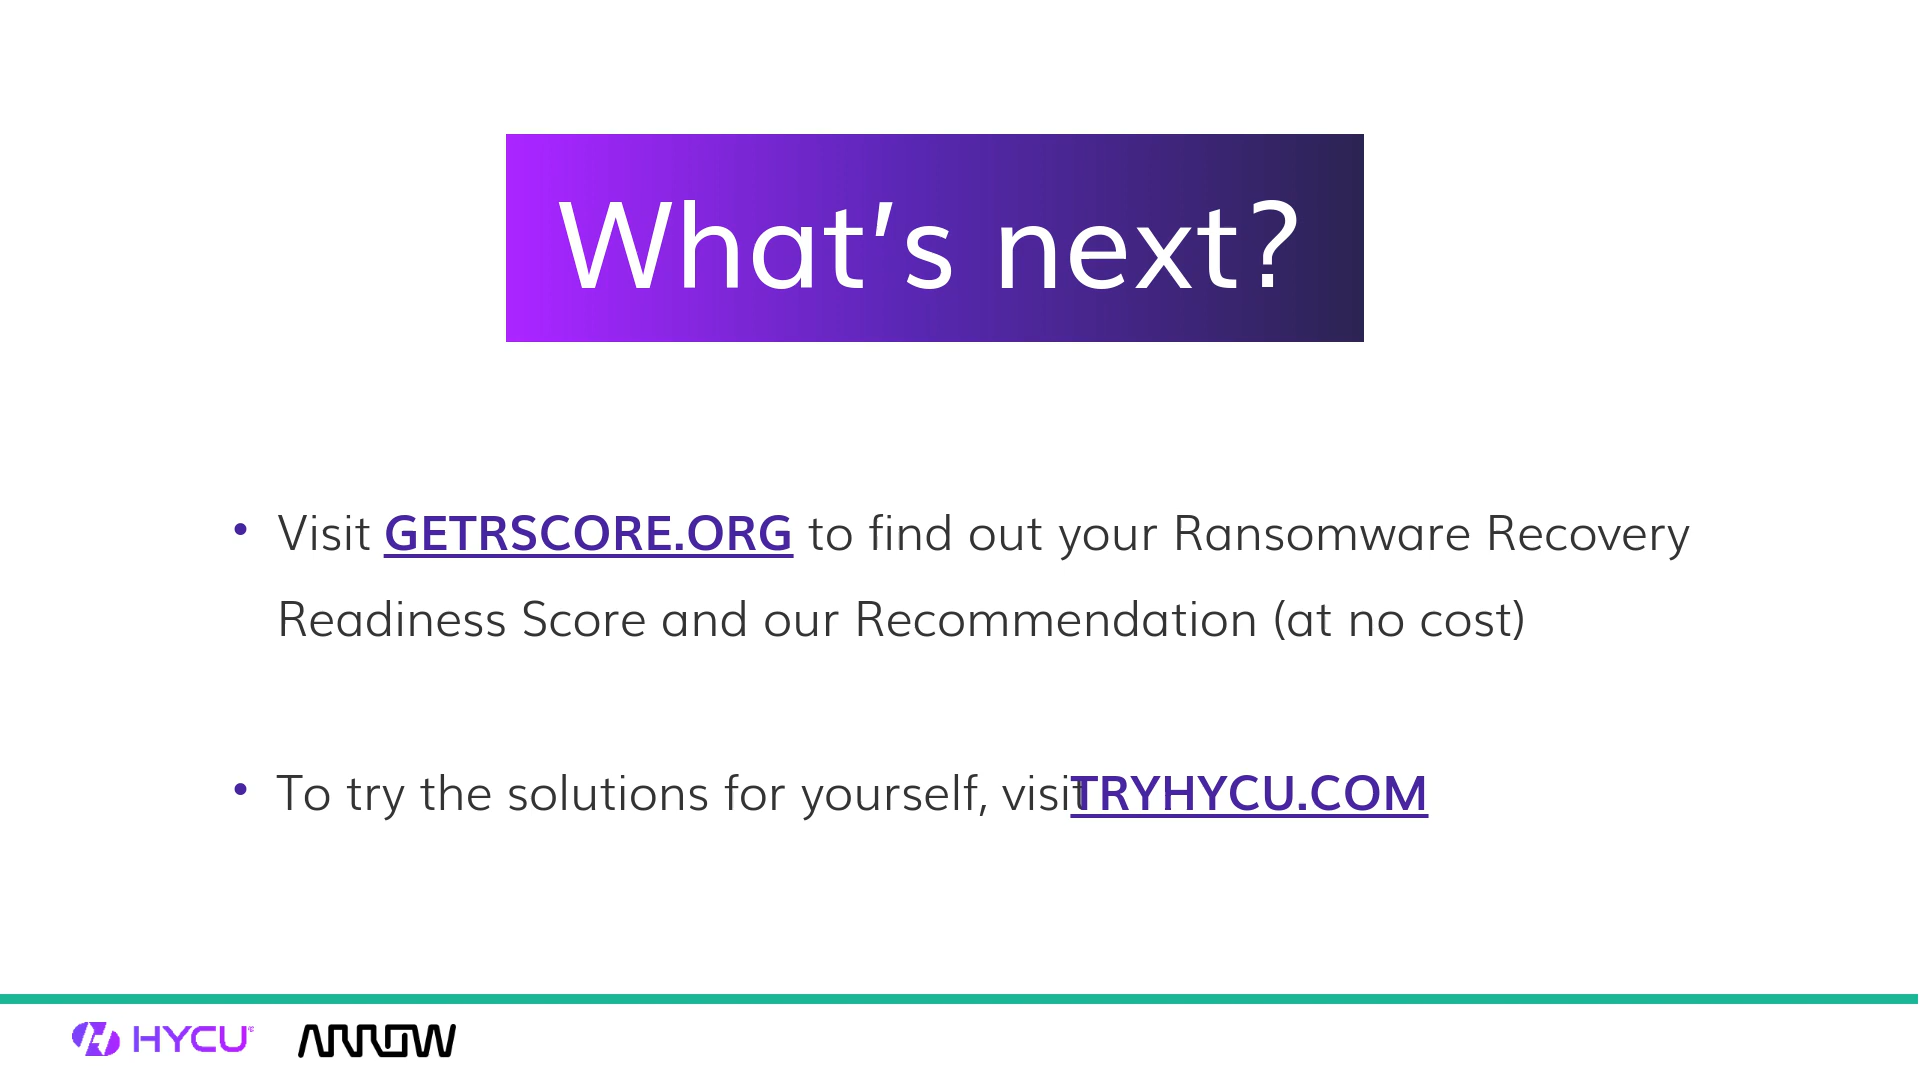 What's next?
• Visit GETRSCORE.ORG to find out your Ransomware Recovery
Readiness Score and our Recommendation (at no cost)
• To try the solutions for yourself, visit TRYHYCU.COM
HYCU
ARROW